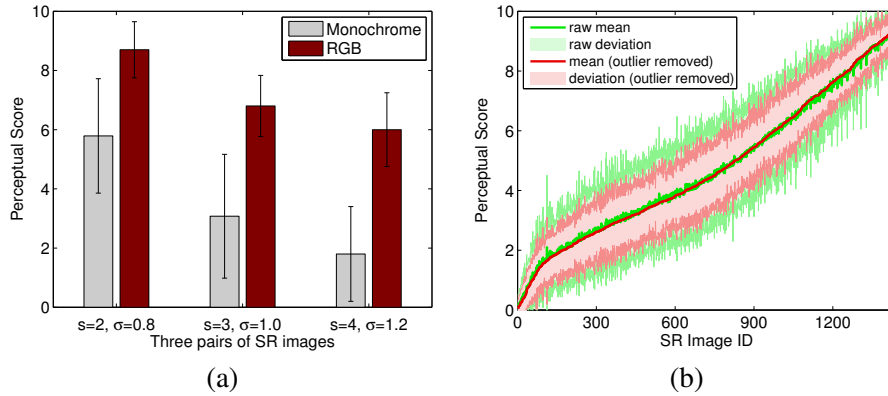 10
8
6
4
2
0
Perceptual Score
Monochrome
RGB
s=2, σ=0.8
s=3, σ=1.0
s=4, σ=1.2
Three pairs of SR images
(a)
10
8
6
4
2
0
Perceptual Score
raw mean
raw deviation
mean (outlier removed)
deviation (outlier removed)
0
300
600
900
1200
SR Image ID
(b)